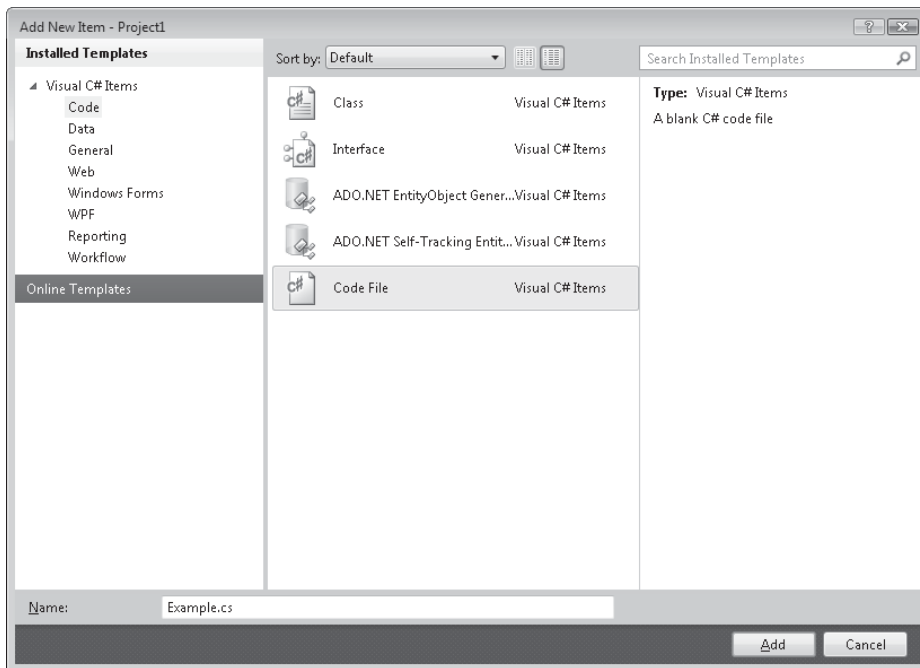 Add New Item - Project1
Installed Templates
Visual C# Items
Code
Data
General
Web
Windows Forms
WPF
Reporting
Workflow
Online Templates
Sort by: Default
Class Visual C# Items
Interface Visual C# Items
ADO.NET EntityObject Gener... Visual C# Items
ADO.NET Self-Tracking Entit... Visual C# Items
Code File Visual C# Items
Search Installed Templates
Type: Visual C# Items
A blank C# code file
Name: Example.cs
Add Cancel